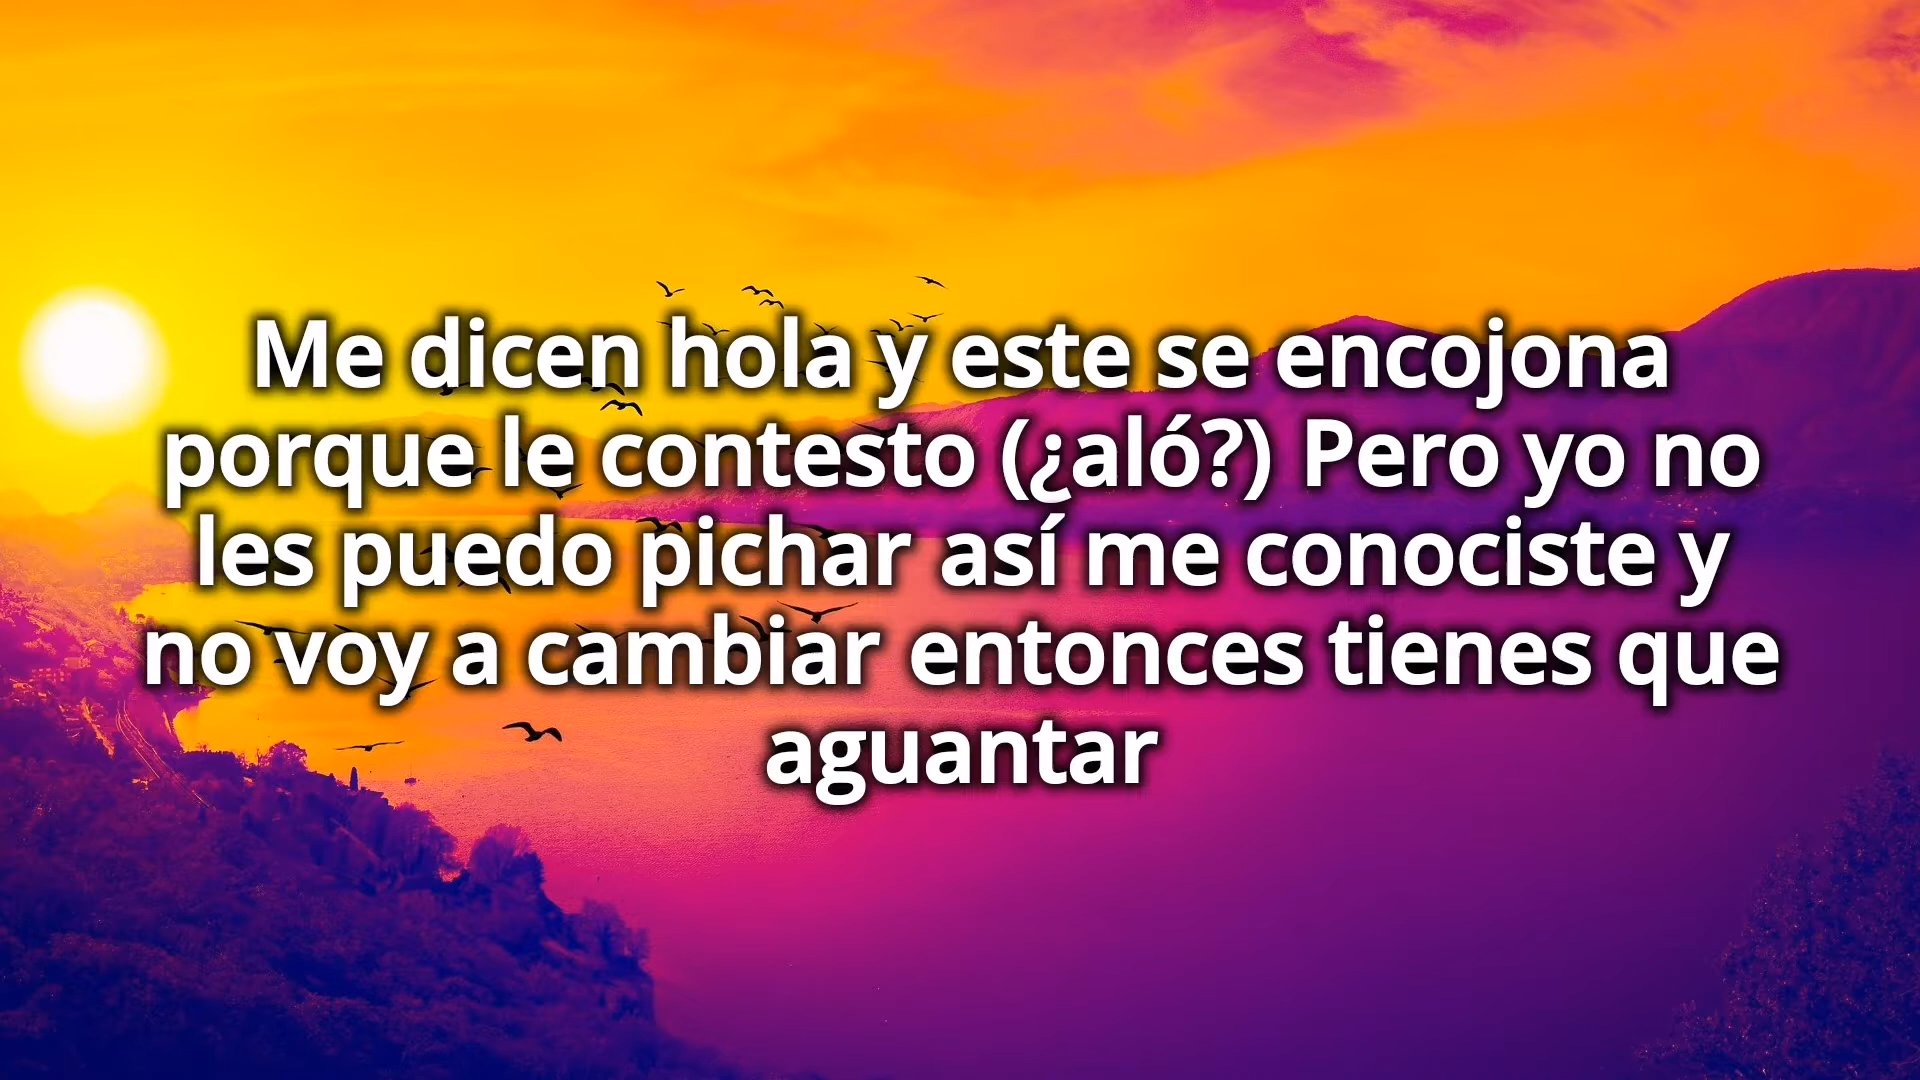 Me dicen hola y este se encojona
porque le contesto (¿aló?) Pero yo no
les puedo pichar así me conociste y
no voy a cambiar entonces tienes que
aguantar